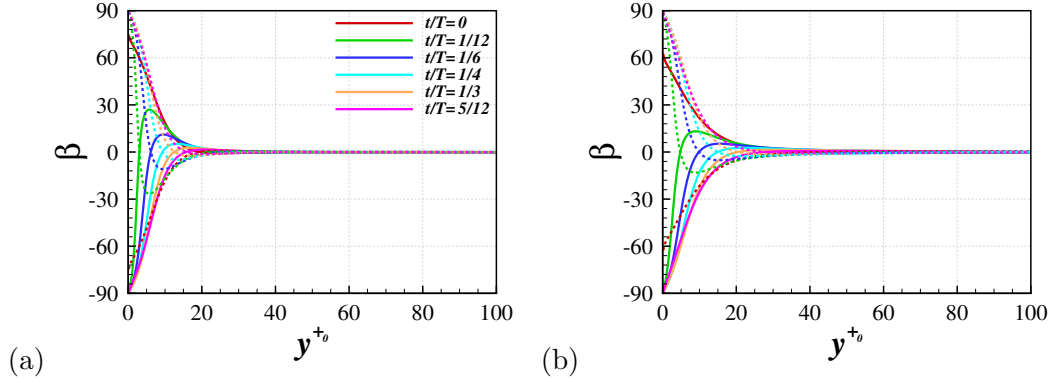 90
60
30
0
-30
-60
-90
β
0 20 40 60 80 100
y+0
t/T= 0
t/T= 1/12
t/T= 1/6
t/T= 1/4
t/T= 1/3
t/T= 5/12
(a)
90
60
30
0
-30
-60
-90
β
0 20 40 60 80 100
y+0
(b)